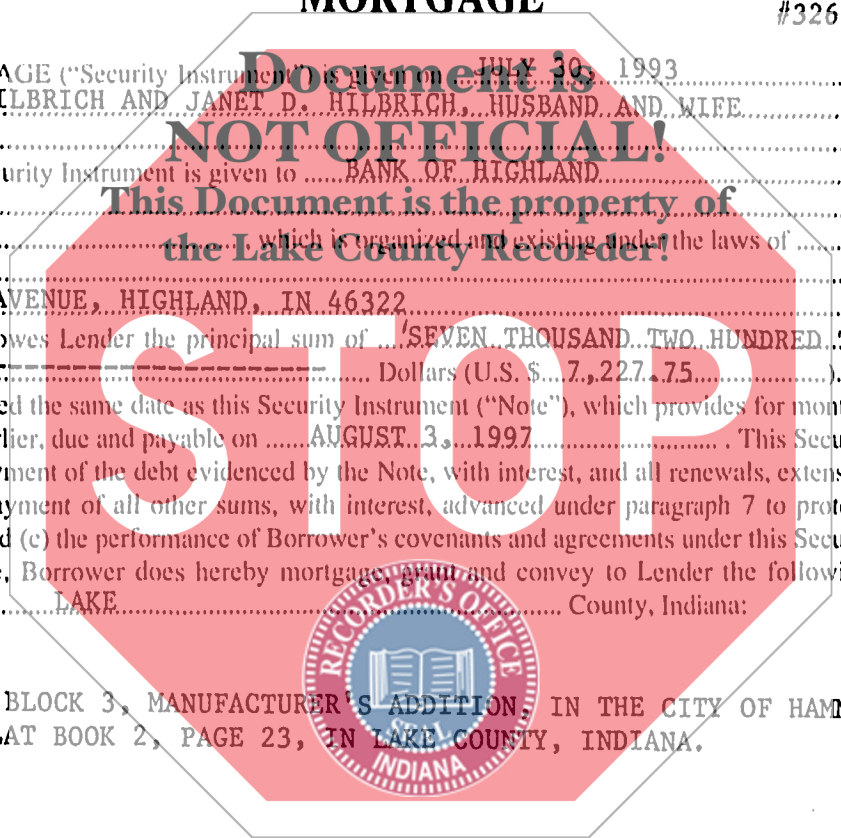 MORTGAGE
#326
AGE (“Security Instrument”) is given on JULY 30, 1993
ILBRICH AND JANET D. HILBRICH, HUSBAND AND WIFE
urity Instrument is given to BANK OF HIGHLAND
which is organized and existing under the laws of
AVENUE, HIGHLAND, IN 46322
owes Lender the principal sum of SEVEN THOUSAND TWO HUNDRED
Dollars (U.S. $ 7,227.75 ).
ed the same date as this Security Instrument (“Note”), which provides for mon
lier, due and payable on AUGUST 3, 1997 . This Secu
ment of the debt evidenced by the Note, with interest, and all renewals, extens
yment of all other sums, with interest, advanced under paragraph 7 to prot
d (c) the performance of Borrower’s covenants and agreements under this Secu
, Borrower does hereby mortgage, grant and convey to Lender the followi
LAKE County, Indiana:
BLOCK 3, MANUFACTURER'S ADDITION, IN THE CITY OF HAMM
LAT BOOK 2, PAGE 23, IN LAKE COUNTY, INDIANA.
Document is
NOT OFFICIAL!
This Document is the property of
the Lake County Recorder!
STOP
RECORDER'S OFFICE
SEAL
INDIANA